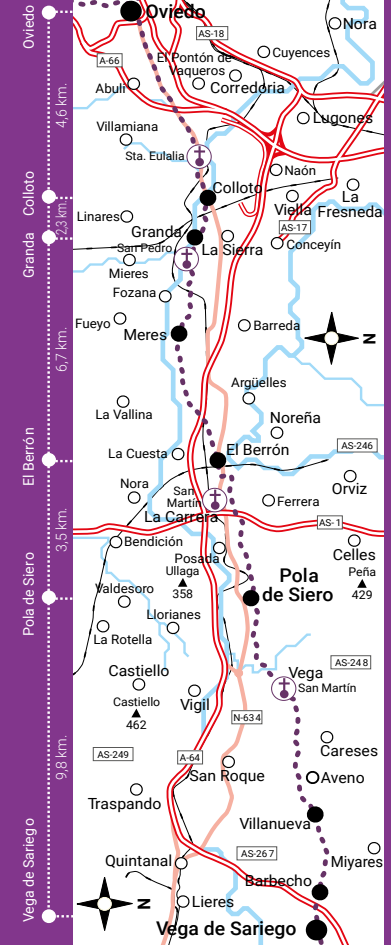 Oviedo
4,6 km.
Colloto
2,3 km.
Granda
6,7 km.
El Berrón
3,5 km.
Pola de Siero
9,8 km.
Vega de Sariego
Oviedo
Nora
AS-18
A-66
El Pontón de
Vaqueros
Cuyences
Abuli
Corredoria
Lugones
Villamiana
Sta. Eulalia
Naón
Colloto
Viella
La
Fresneda
Linares
Granda
AS-17
San Pedro
La Sierra
Conceyín
Mieres
Fozana
Fueyo
Meres
Barreda
N
Argüelles
La Vallina
Noreña
La Cuesta
El Berrón
AS-246
Nora
San
Martín
Ferrera
Orviz
La Carrera
AS-1
Bendición
Posada
Celles
Ullaga
358
Peña
429
Valdesoro
Pola
de Siero
Llorianes
La Rotella
Castiello
Vega
San Martín
AS-248
Castiello
462
Vigil
N-634
AS-249
A-64
Careses
San Roque
Aveno
Traspando
Villanueva
Quintanal
AS-267
Miyares
Barbecho
N
Lieres
Vega de Sariego